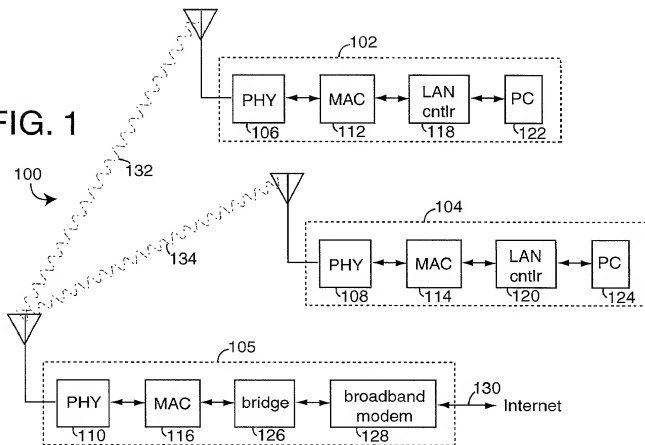 FIG. 1
100
102
PHY
MAC
LAN
cntlr
PC
106
112
118
122
132
104
PHY
MAC
LAN
cntlr
PC
108
114
120
124
134
105
PHY
MAC
bridge
broadband
modem
130
Internet
110
116
126
128